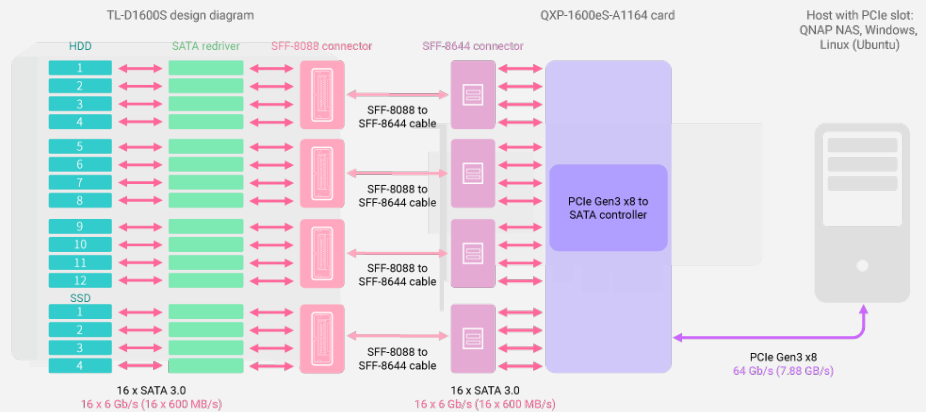 TL-D1600S design diagram
QXP-1600eS-A1164 card
Host with PCIe slot:
QNAP NAS, Windows,
Linux (Ubuntu)
HDD
SATA redriver
SFF-8088 connector
SFF-8644 connector
1
2
3
4
SFF-8088 to
SFF-8644 cable
5
6
7
8
SFF-8088 to
SFF-8644 cable
PCIe Gen3 x8 to
SATA controller
9
10
11
12
SFF-8088 to
SFF-8644 cable
SSD
1
2
3
4
SFF-8088 to
SFF-8644 cable
PCIe Gen3 x8
64 Gb/s (7.88 GB/s)
16 x SATA 3.0
16 x 6 Gb/s (16 x 600 MB/s)
16 x SATA 3.0
16 x 6 Gb/s (16 x 600 MB/s)